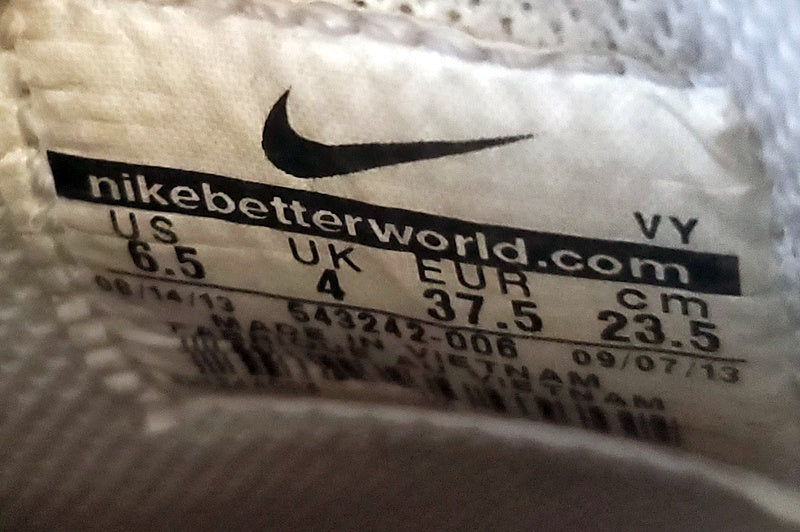 nikebetterworld.com VY
US UK EUR cm
6.5 4 37.5 23.5
06/14/13 543242-006 09/07/13
MADE IN VIETNAM
VIETNAM